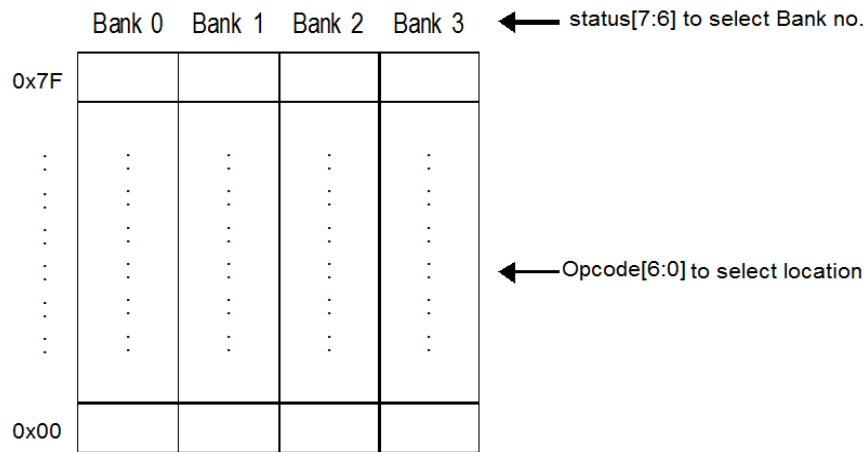 Bank 0 Bank 1 Bank 2 Bank 3 status[7:6] to select Bank no.
0x7F
Opcode[6:0] to select location
0x00